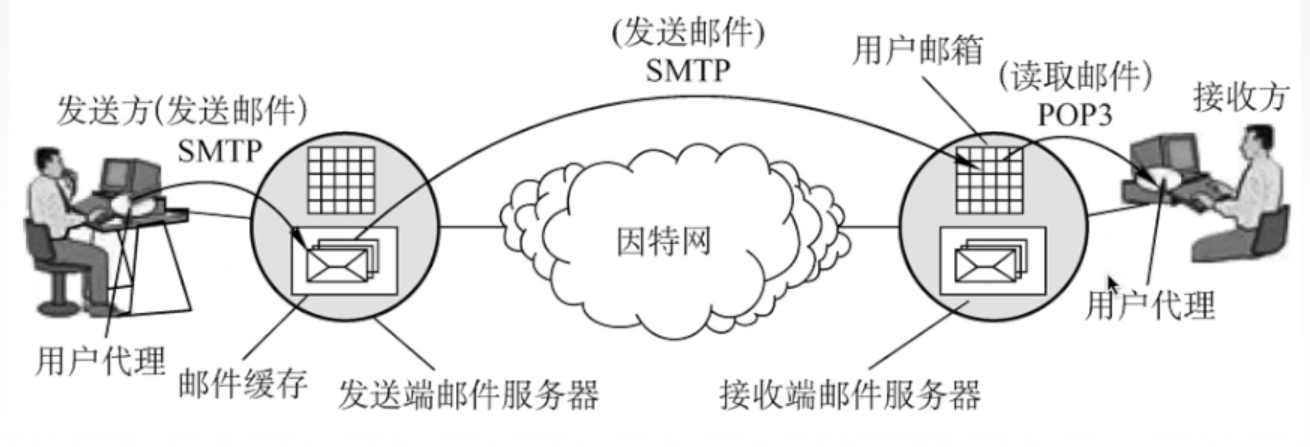 (发送邮件)
SMTP
用户邮箱
(读取邮件)
POP3
接收方
发送方(发送邮件)
SMTP
因特网
用户代理
用户代理
邮件缓存
发送端邮件服务器
接收端邮件服务器